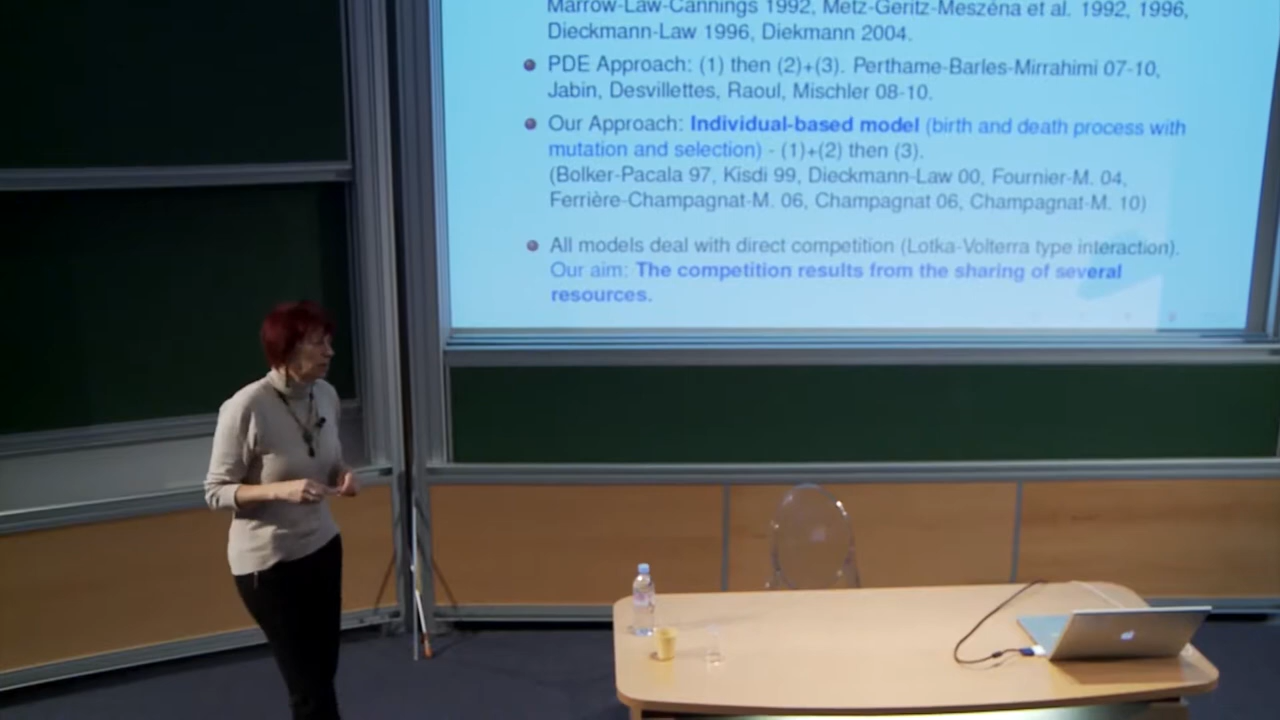 Marrow-Law-Cannings 1992, Metz-Geritz-Meszéna et al. 1992, 1996,
Dieckmann-Law 1996, Diekmann 2004.
PDE Approach: (1) then (2)+(3). Perthame-Barles-Mirrahimi 07-10,
Jabin, Desvillettes, Raoul, Mischler 08-10.
Our Approach: Individual-based model (birth and death process with
mutation and selection) - (1)+(2) then (3).
(Bolker-Pacala 97, Kisdi 99, Dieckmann-Law 00, Fournier-M. 04,
Ferrière-Champagnat-M. 06, Champagnat 06, Champagnat-M. 10)
All models deal with direct competition (Lotka-Volterra type interaction).
Our aim: The competition results from the sharing of several
resources.